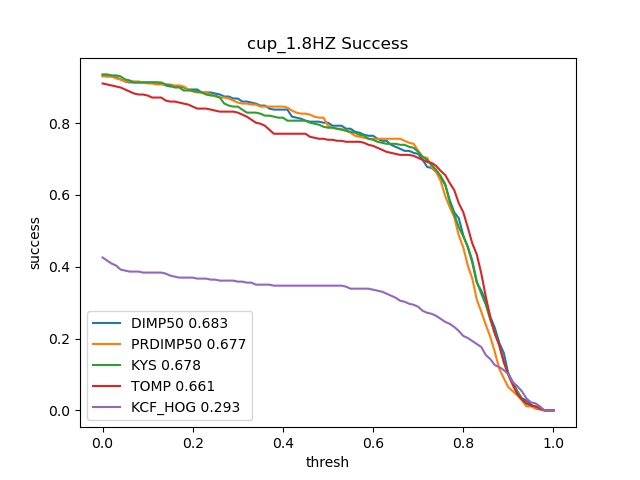 cup_1.8HZ Success
success
0.8
0.6
0.4
0.2
0.0
DIMP50 0.683
PRDIMP50 0.677
KYS 0.678
TOMP 0.661
KCF_HOG 0.293
0.0 0.2 0.4 0.6 0.8 1.0
thresh